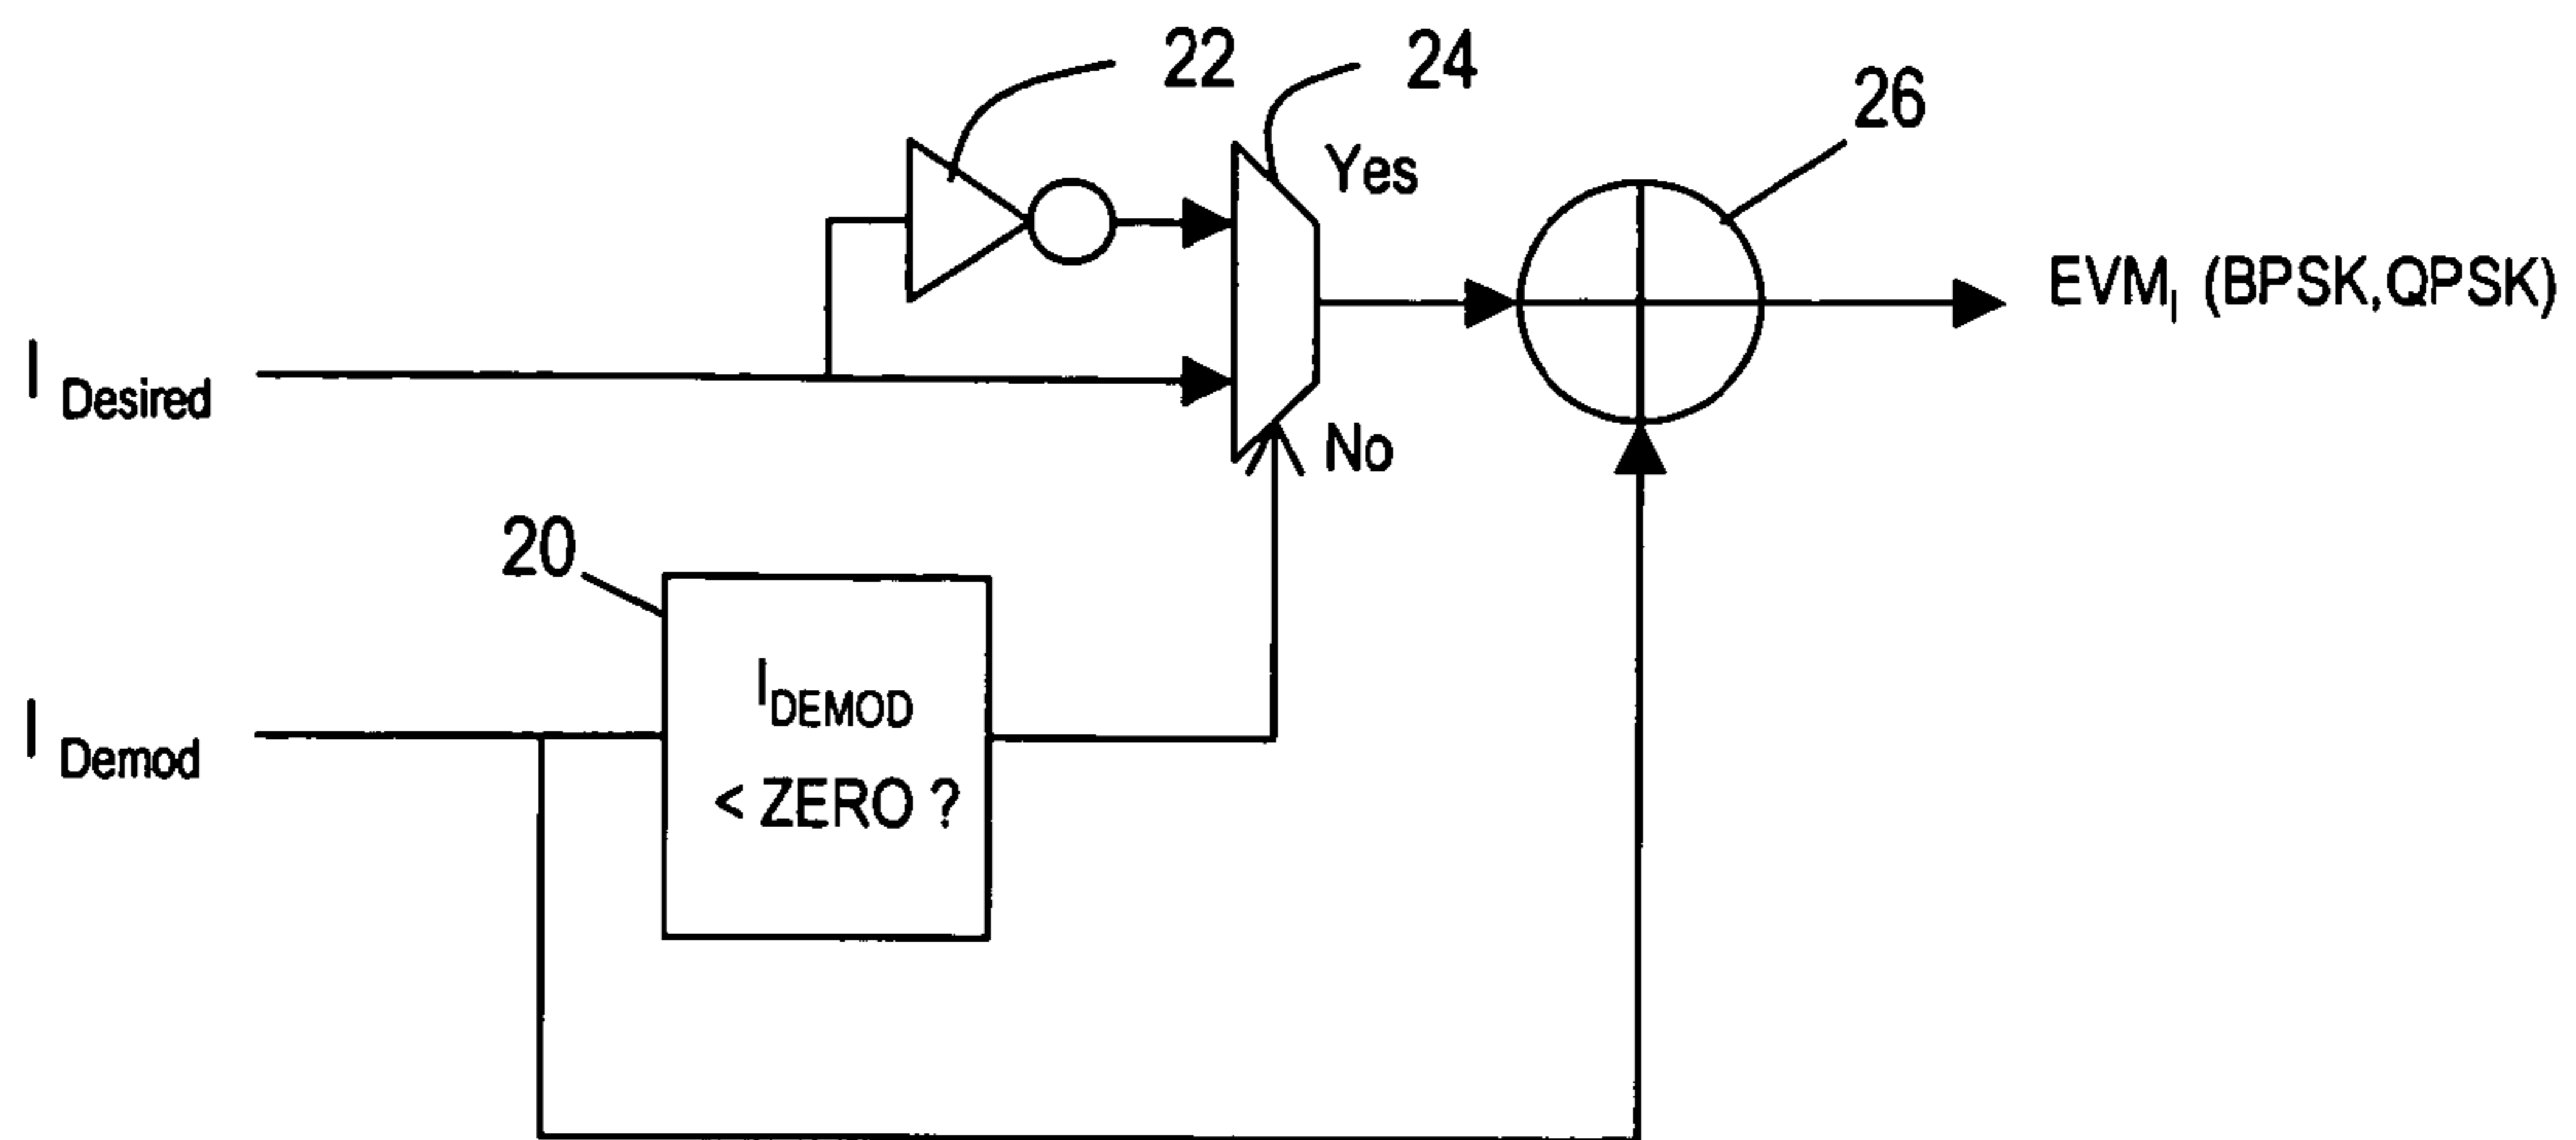 22
24
26
Yes
EVM_I (BPSK,QPSK)
I Desired
No
20
I_DEMOD
< ZERO ?
I Demod